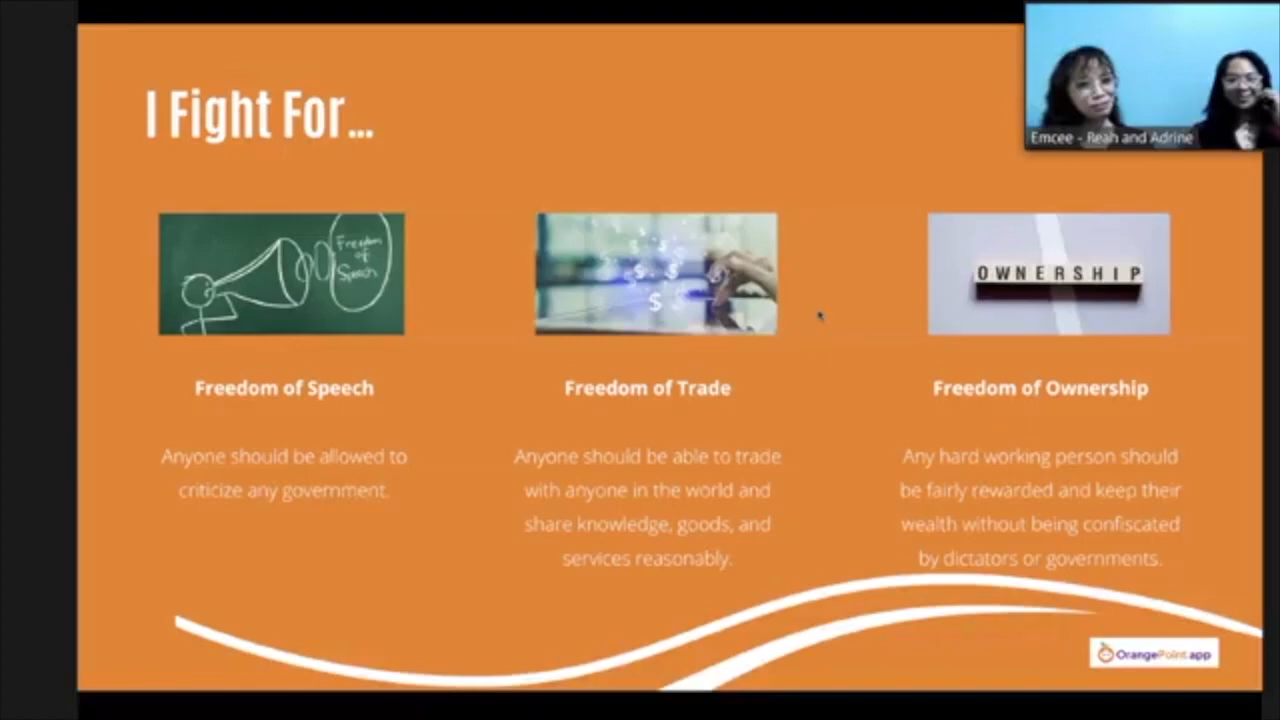 I Fight For...
Emcee - Reah and Adrine
Freedom
of
Speech
$ $
$ $ $
$
OWNERSHIP
Freedom of Speech
Freedom of Trade
Freedom of Ownership
Anyone should be allowed to
criticize any government.
Anyone should be able to trade
with anyone in the world and
share knowledge, goods, and
services reasonably.
Any hard working person should
be fairly rewarded and keep their
wealth without being confiscated
by dictators or governments.
OrangePoint.app